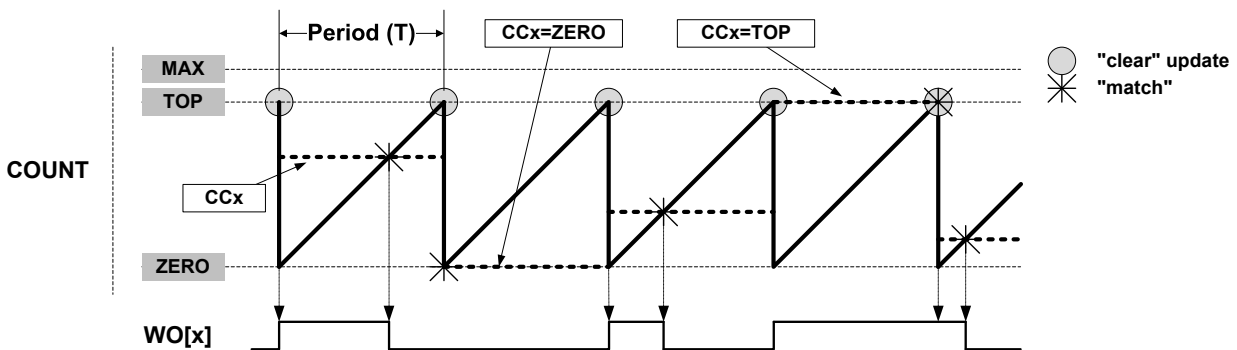 Period (T)
CCx=ZERO
CCx=TOP
"clear" update
"match"
MAX
TOP
COUNT
CCx
ZERO
WO[x]